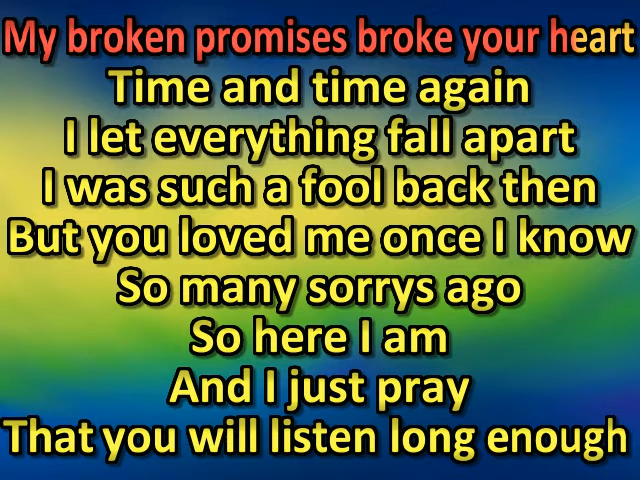 My broken promises broke your heart
Time and time again
I let everything fall apart
I was such a fool back then
But you loved me once I know
So many sorrys ago
So here I am
And I just pray
That you will listen long enough